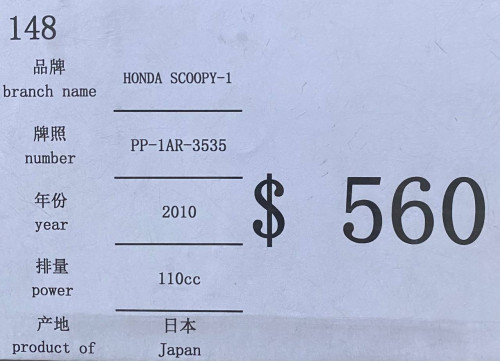 148
品牌
branch name
HONDA SCOOPY-1
牌照
number
PP-1AR-3535
年份
year
2010
$ 560
排量
power
110cc
产地
product of
日本
Japan